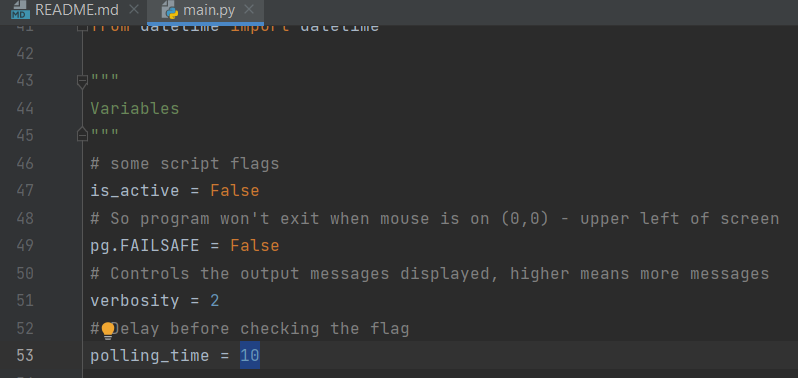 README.md
main.py
41 from datetime import datetime
42
43 """
44 Variables
45 """
46 # some script flags
47 is_active = False
48 # So program won't exit when mouse is on (0,0) - upper left of screen
49 pg.FAILSAFE = False
50 # Controls the output messages displayed, higher means more messages
51 verbosity = 2
52 # Delay before checking the flag
53 polling_time = 10